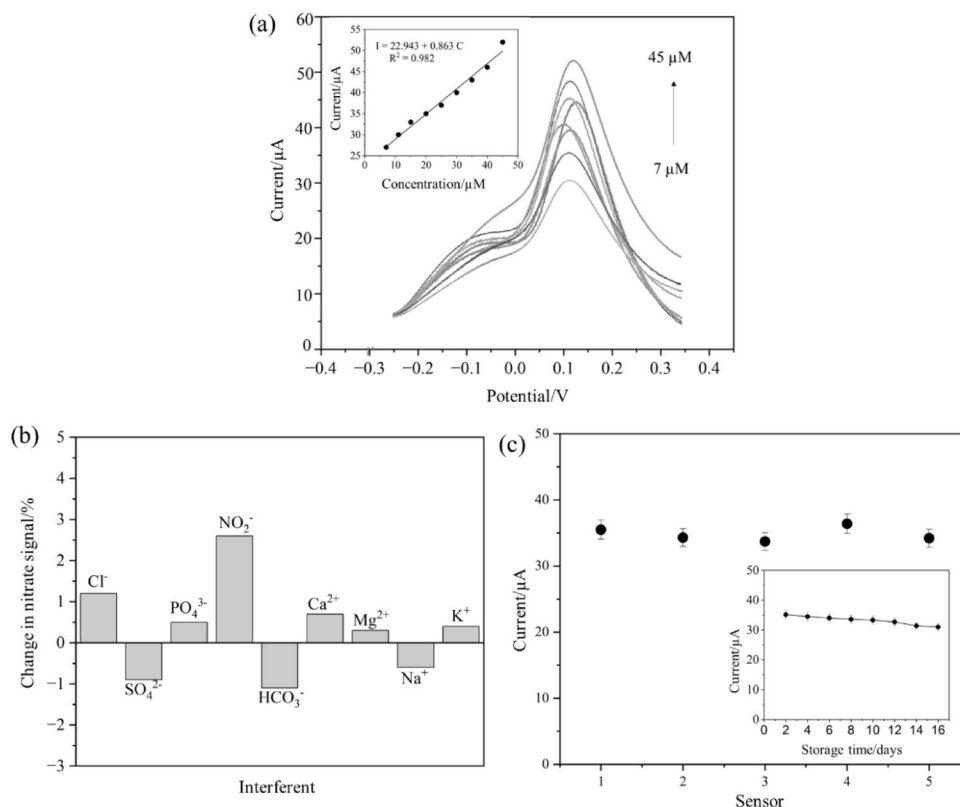 (a)
60
50
40
30
20
10
0
Current/µA
−0.4
−0.3
−0.2
−0.1
0.0
0.1
0.2
0.3
0.4
Potential/V
45 µM
7 µM
I = 22.943 + 0.863 C
R² = 0.982
55
50
45
40
35
30
25
Current/µA
0
10
20
30
40
50
Concentration/µM
(b)
5
4
3
2
1
0
−1
−2
−3
Change in nitrate signal/%
Cl⁻
SO₄²⁻
PO₄³⁻
NO₂⁻
HCO₃⁻
Ca²⁺
Mg²⁺
Na⁺
K⁺
Interferent
(c)
50
40
30
20
10
0
Current/µA
1
2
3
4
5
Sensor
50
40
30
20
10
0
Current/µA
0
2
4
6
8
10
12
14
16
Storage time/days